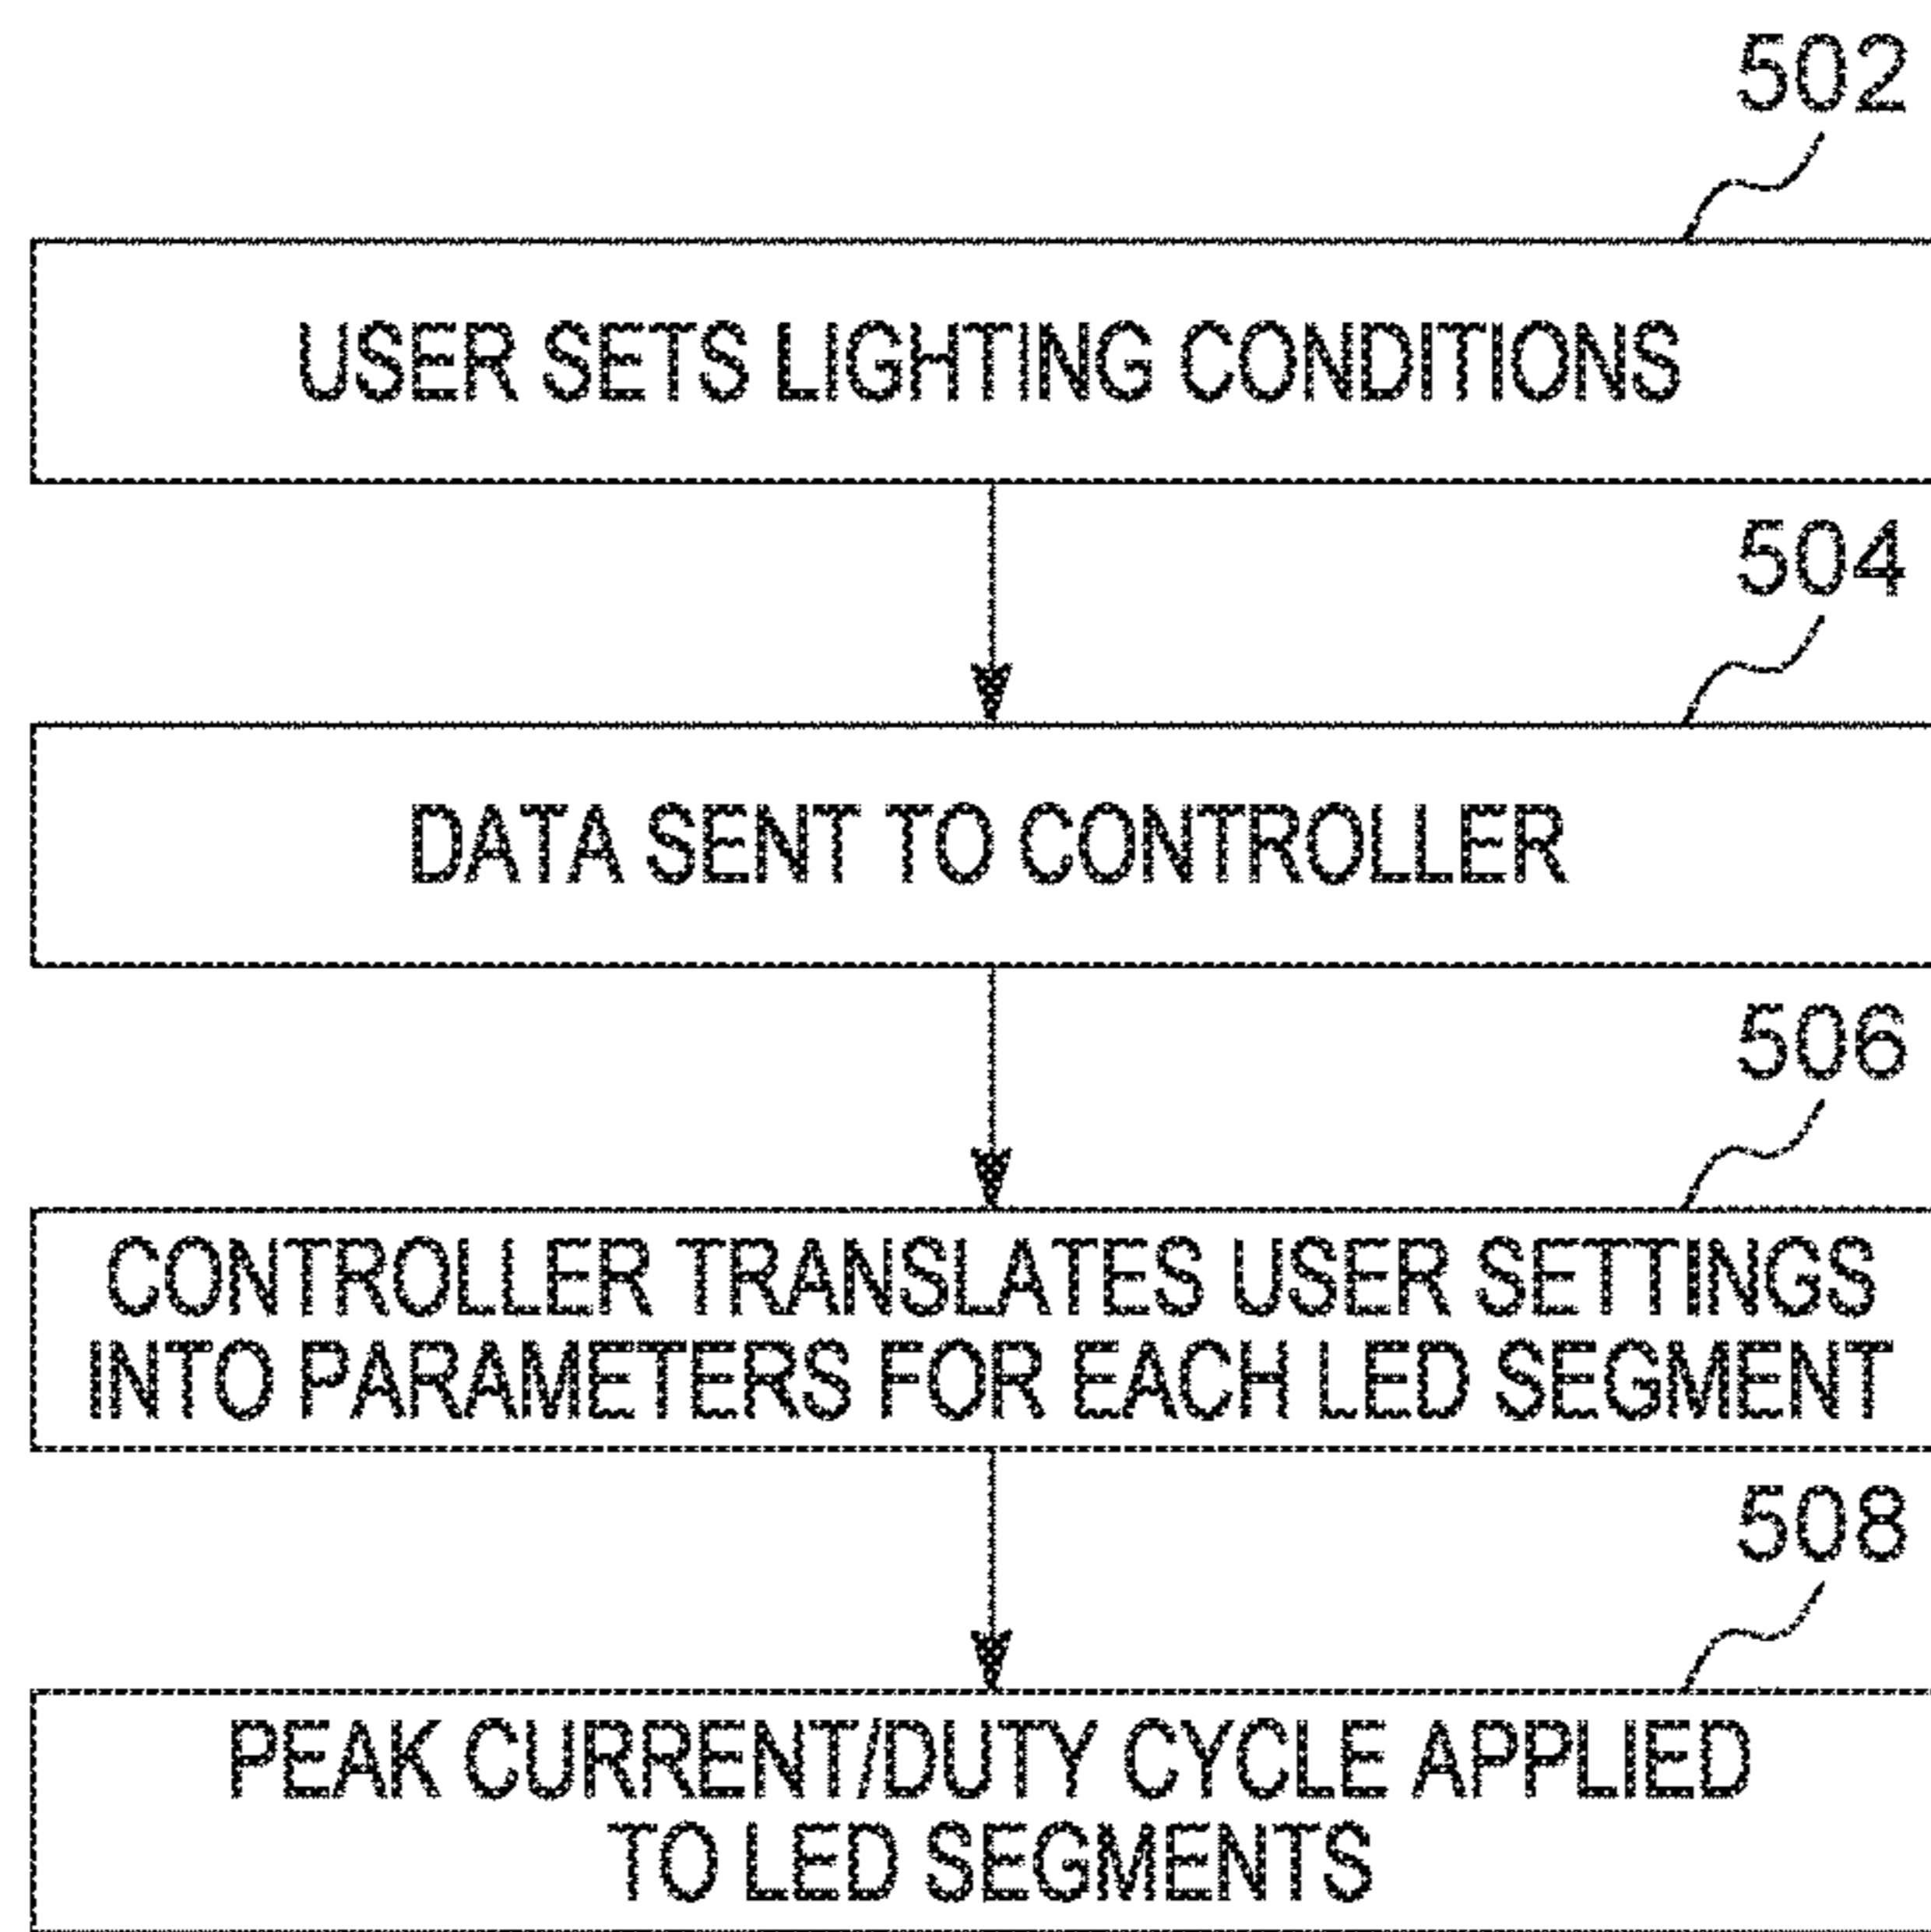 502
USER SETS LIGHTING CONDITIONS
504
DATA SENT TO CONTROLLER
506
CONTROLLER TRANSLATES USER SETTINGS
INTO PARAMETERS FOR EACH LED SEGMENT
508
PEAK CURRENT/DUTY CYCLE APPLIED
TO LED SEGMENTS